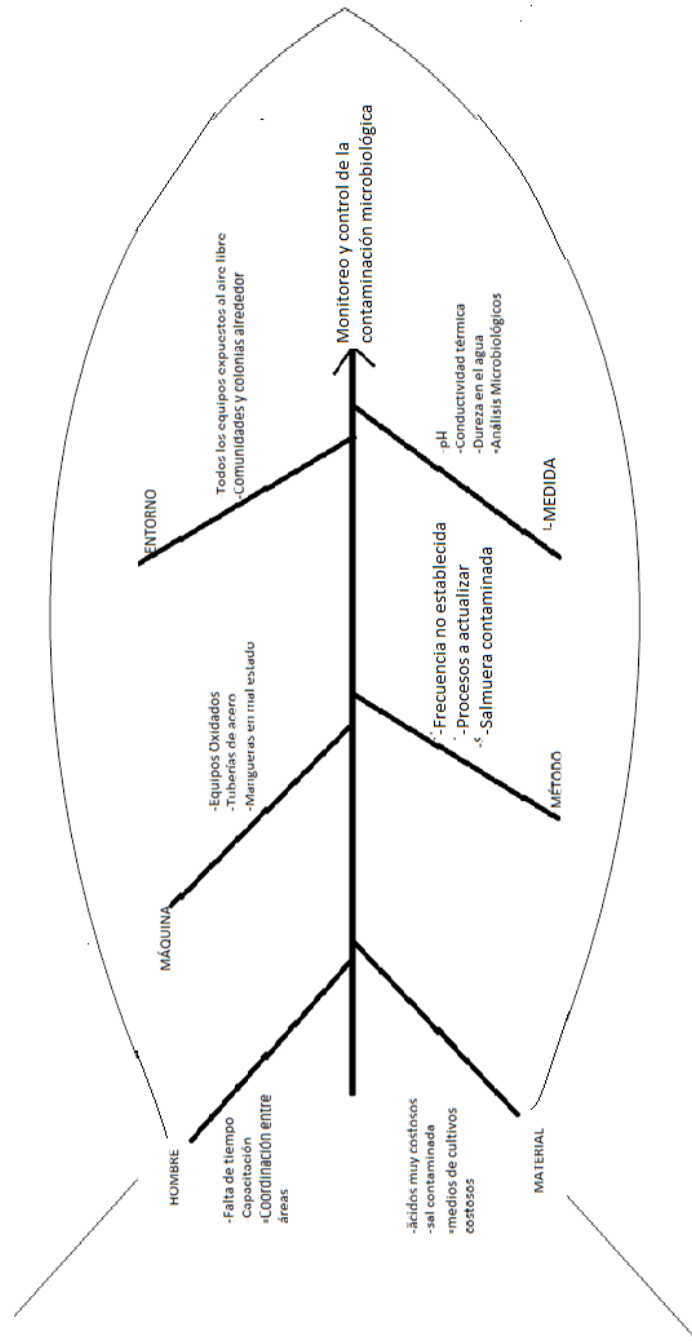 HOMBRE
-Falta de tiempo
Capacitación
-Coordinación entre
áreas
MÁQUINA
-Equipos Oxidados
-Tuberías de acero
-Mangueras en mal estado
ENTORNO
Todos los equipos expuestos al aire libre
-Comunidades y colonias alrededor
Monitoreo y control de la
contaminación microbiológica
MATERIAL
-äcidos muy costosos
-sal contaminada
-medios de cultivos
costosos
MÉTODO
-Frecuencia no establecida
-Procesos a actualizar
-Salmuera contaminada
-MEDIDA
-pH
-Conductividad térmica
-Dureza en el agua
-Análisis Microbiológicos